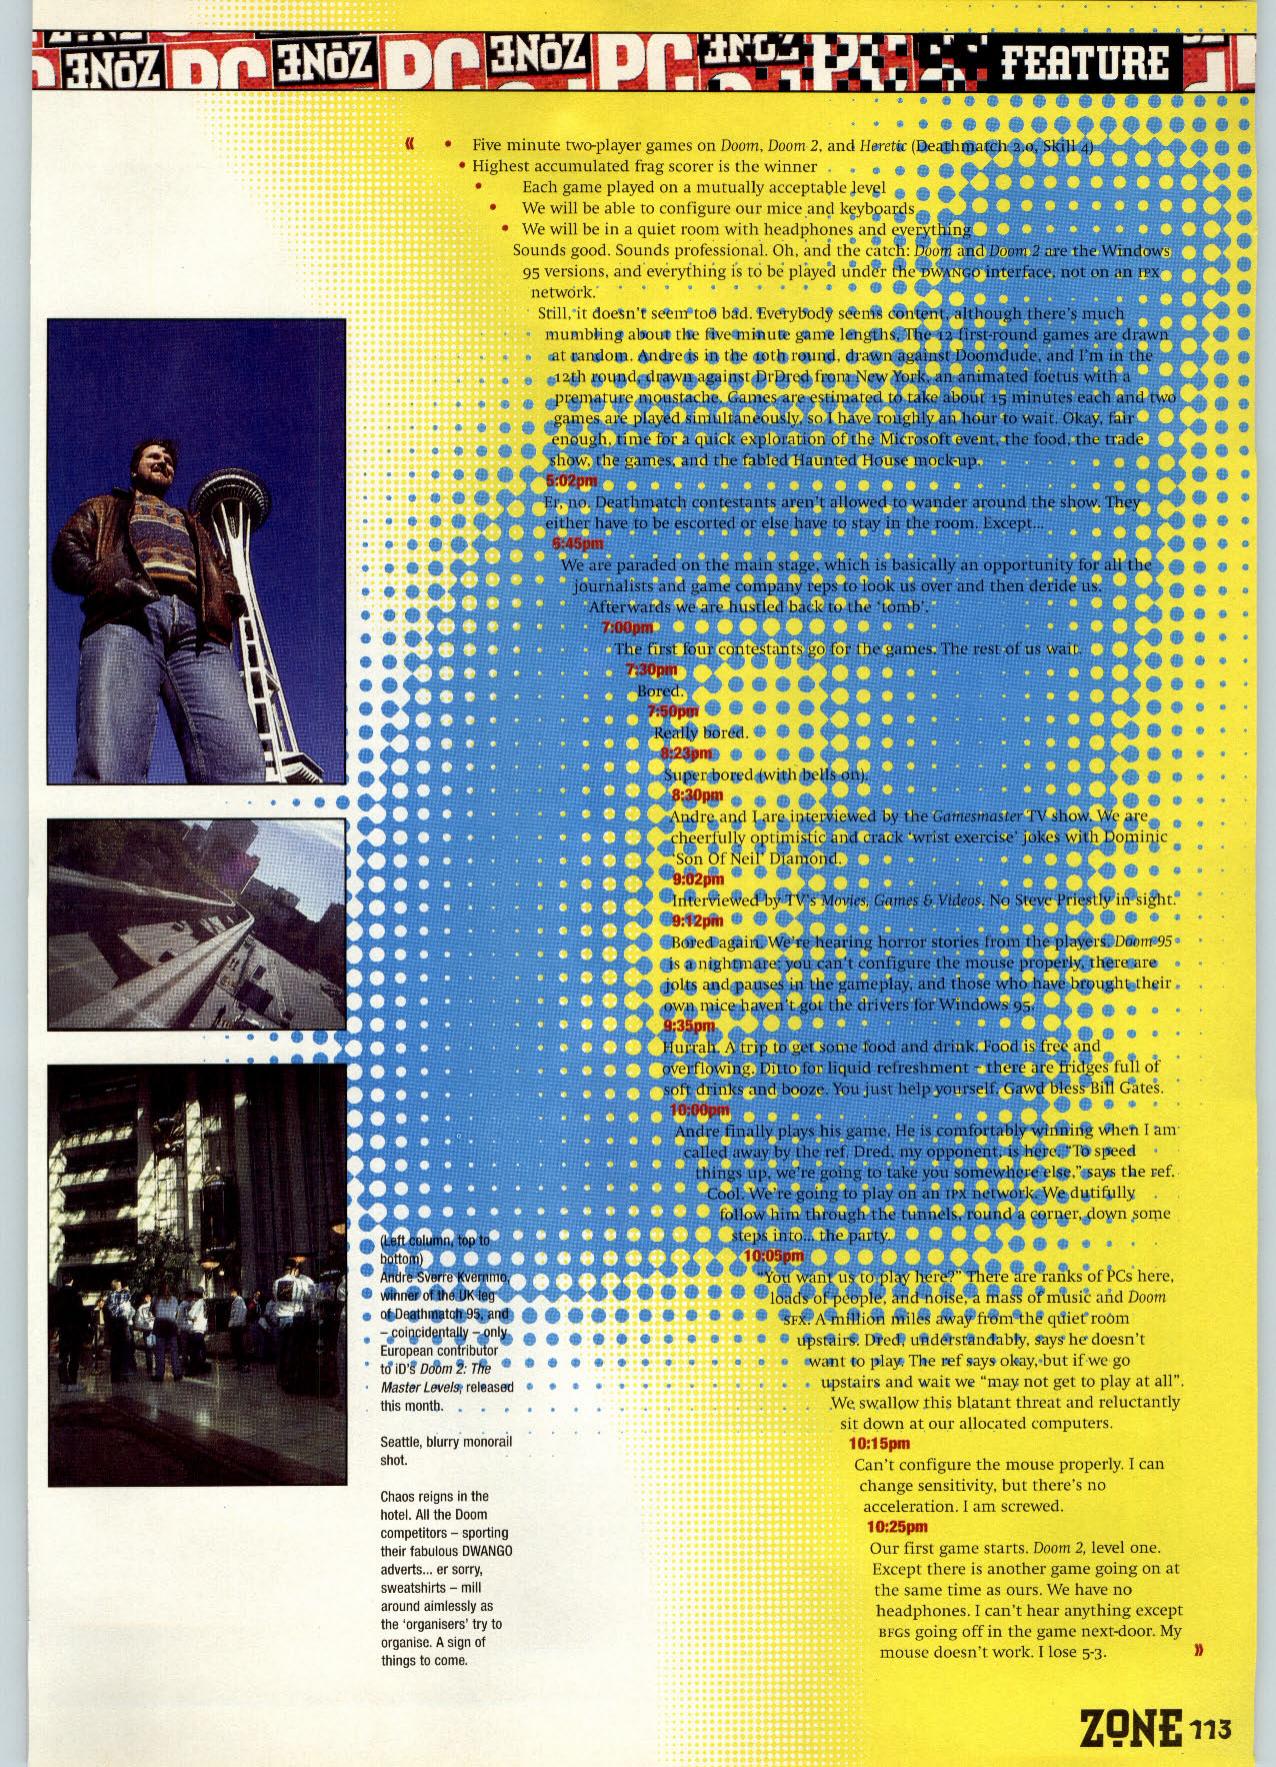 ZONE PC ZONE PC ZONE PC
FEATURE
« • Five minute two-player games on Doom, Doom 2, and Heretic (Deathmatch 2.0, Skill 4)
• Highest accumulated frag scorer is the winner
• Each game played on a mutually acceptable level
• We will be able to configure our mice and keyboards
• We will be in a quiet room with headphones and everything
Sounds good. Sounds professional. Oh, and the catch: Doom and Doom 2 are the Windows
95 versions, and everything is to be played under the DWANGO interface, not on an IPX
network.
Still, it doesn't seem too bad. Everybody seems content, although there's much
mumbling about the five minute game lengths. The 12 first-round games are drawn
at random. Andre is in the 10th round, drawn against Doomdude, and I'm in the
12th round, drawn against DrDred from New York, an animated foetus with a
premature moustache. Games are estimated to take about 15 minutes each and two
games are played simultaneously, so I have roughly an hour to wait. Okay, fair
enough, time for a quick exploration of the Microsoft event, the food, the trade
show, the games, and the fabled Haunted House mock-up.
5:02pm
Er, no. Deathmatch contestants aren't allowed to wander around the show. They
either have to be escorted or else have to stay in the room. Except...
6:45pm
We are paraded on the main stage, which is basically an opportunity for all the
journalists and game company reps to look us over and then deride us.
Afterwards we are hustled back to the 'tomb'.
7:00pm
The first four contestants go for the games. The rest of us wait.
7:30pm
Bored.
7:50pm
Really bored.
8:23pm
Super bored (with bells on).
8:30pm
Andre and I are interviewed by the Gamesmaster TV show. We are
cheerfully optimistic and crack 'wrist exercise' jokes with Dominic
'Son Of Neil' Diamond.
9:02pm
Interviewed by TV's Movies, Games & Videos. No Steve Priestly in sight.
9:12pm
Bored again. We're hearing horror stories from the players. Doom 95
is a nightmare: you can't configure the mouse properly, there are
jolts and pauses in the gameplay, and those who have brought their
own mice haven't got the drivers for Windows 95.
9:35pm
Hurrah. A trip to get some food and drink. Food is free and
overflowing. Ditto for liquid refreshment – there are fridges full of
soft drinks and booze. You just help yourself. Gawd bless Bill Gates.
10:00pm
Andre finally plays his game. He is comfortably winning when I am
called away by the ref. Dred, my opponent, is here. "To speed
things up, we're going to take you somewhere else," says the ref.
Cool. We're going to play on an IPX network. We dutifully
follow him through the tunnels, round a corner, down some
steps into... the party.
10:05pm
"You want us to play here?" There are ranks of PCs here,
loads of people, and noise, a mass of music and Doom
SFX. A million miles away from the quiet room
upstairs. Dred, understandably, says he doesn't
want to play. The ref says okay, but if we go
upstairs and wait we "may not get to play at all".
We swallow this blatant threat and reluctantly
sit down at our allocated computers.
10:15pm
Can't configure the mouse properly. I can
change sensitivity, but there's no
acceleration. I am screwed.
10:25pm
Our first game starts. Doom 2, level one.
Except there is another game going on at
the same time as ours. We have no
headphones. I can't hear anything except
BFGs going off in the game next-door. My
mouse doesn't work. I lose 5-3. »
(Left column, top to
bottom)
Andre Sverre Kvernmo,
winner of the UK leg
of Deathmatch 95, and
– coincidentally – only
European contributor
to iD's Doom 2: The
Master Levels, released
this month.
Seattle, blurry monorail
shot.
Chaos reigns in the
hotel. All the Doom
competitors – sporting
their fabulous DWANGO
adverts... er sorry,
sweatshirts – mill
around aimlessly as
the 'organisers' try to
organise. A sign of
things to come.
ZONE 113